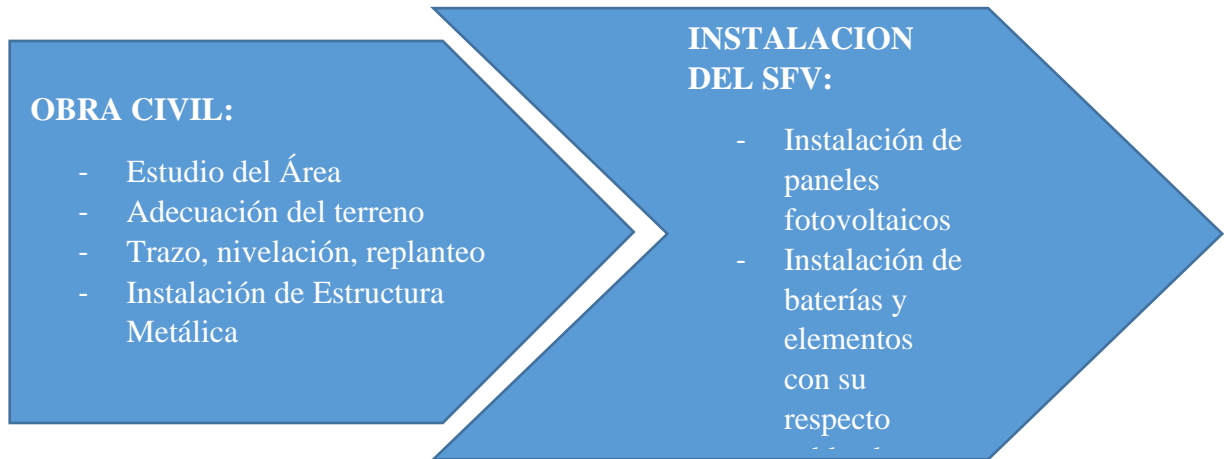 OBRA CIVIL:
- Estudio del Área
- Adecuación del terreno
- Trazo, nivelación, replanteo
- Instalación de Estructura
Metálica
INSTALACION
DEL SFV:
- Instalación de
paneles
fotovoltaicos
- Instalación de
baterías y
elementos
con su
respecto